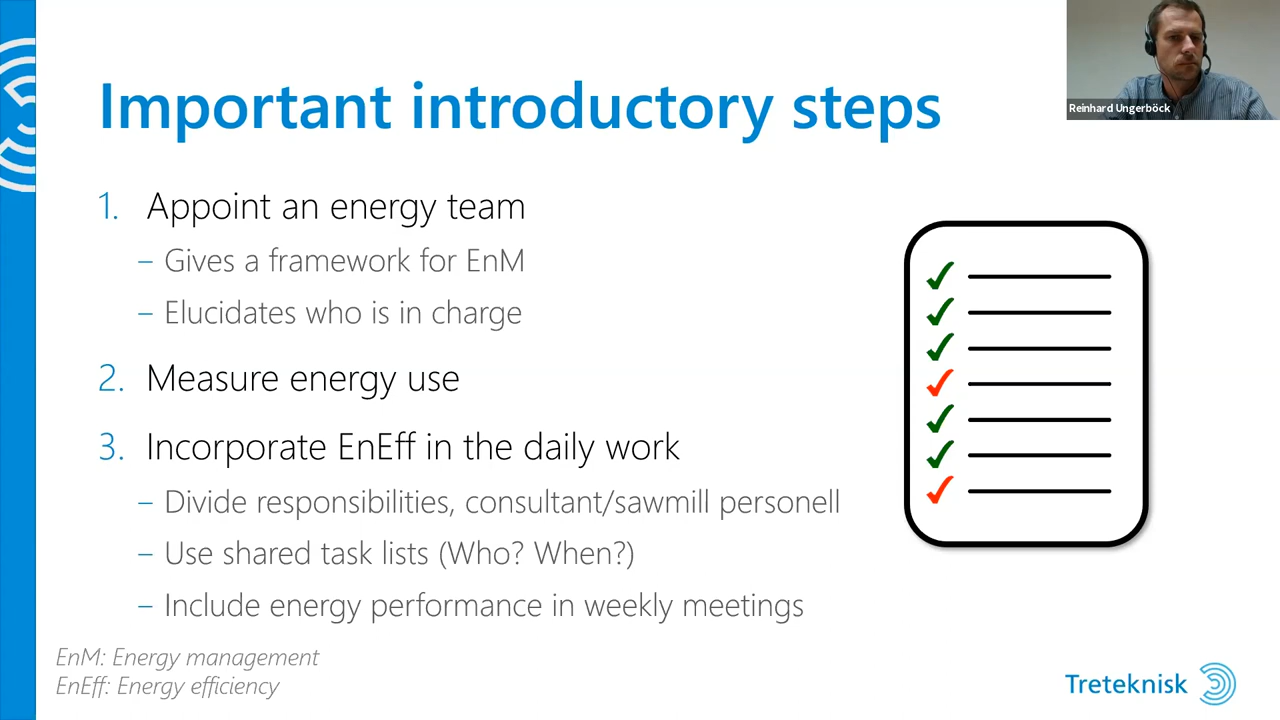 Important introductory steps
Reinhard Ungerböck
1. Appoint an energy team
– Gives a framework for EnM
– Elucidates who is in charge
2. Measure energy use
3. Incorporate EnEff in the daily work
– Divide responsibilities, consultant/sawmill personell
– Use shared task lists (Who? When?)
– Include energy performance in weekly meetings
EnM: Energy management
EnEff: Energy efficiency
Treteknisk